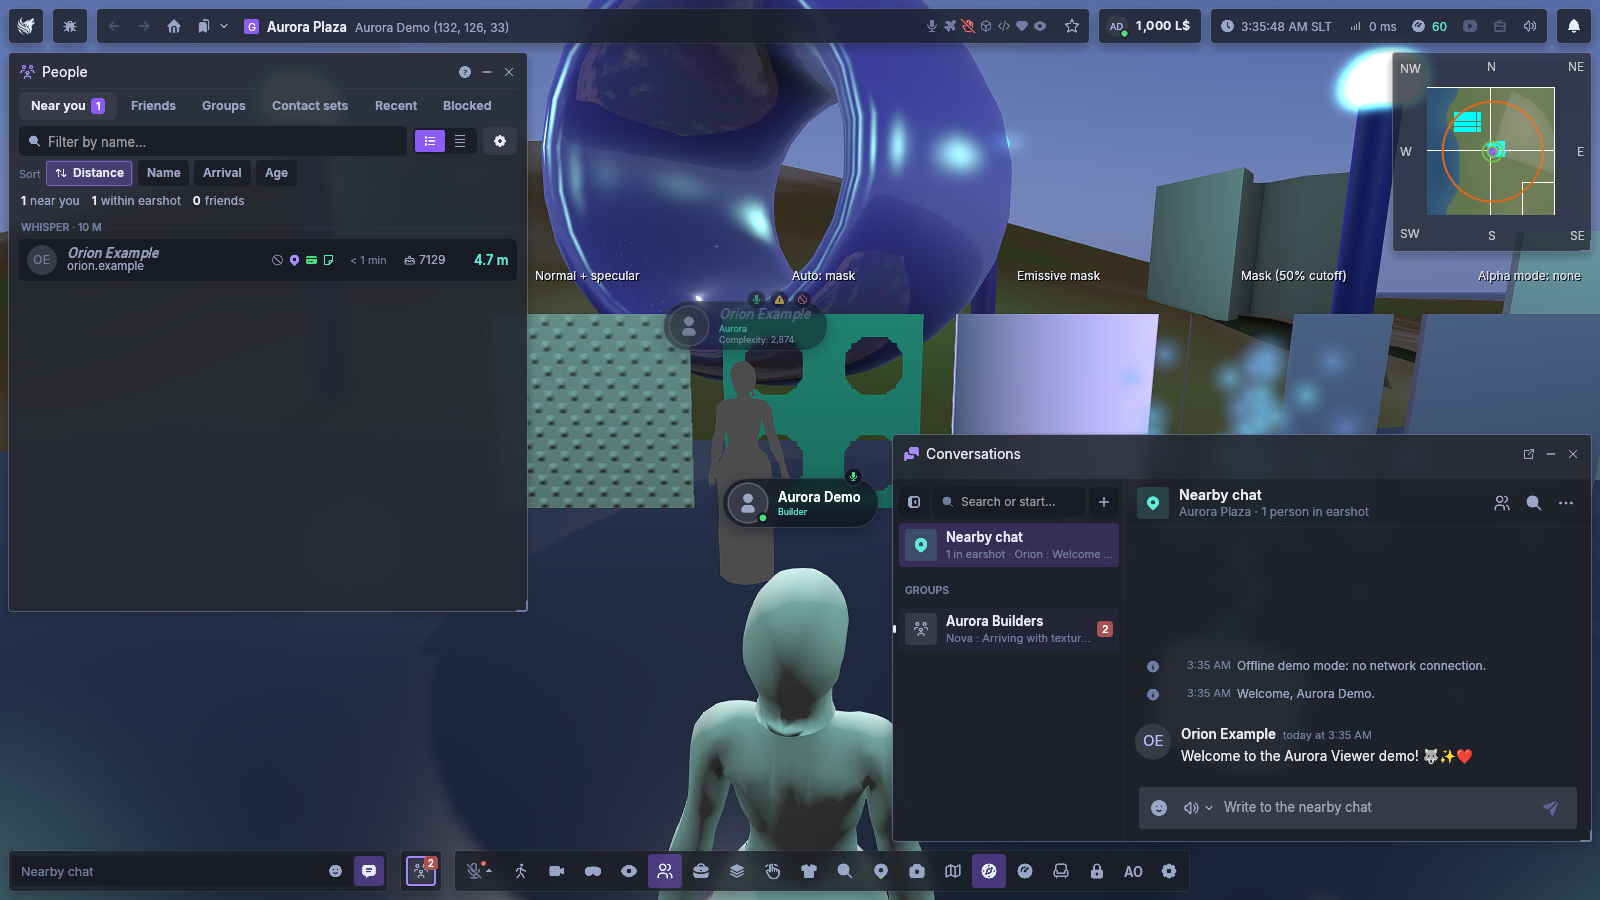 Aurora Plaza Aurora Demo (132, 126, 33)
AD 1,000 L$
3:35:48 AM SLT 0 ms 60
People
Near you 1 Friends Groups Contact sets Recent Blocked
Filter by name...
Sort Distance Name Arrival Age
1 near you 1 within earshot 0 friends
WHISPER · 10 M
OE Orion Example
orion.example
< 1 min 7129 4.7 m
NW N NE
W E
SW S SE
Normal + specular Auto: mask Emissive mask Mask (50% cutoff) Alpha mode: none
Orion Example
Aurora
Complexity: 2,874
Aurora Demo
Builder
Conversations
Search or start...
Nearby chat
1 in earshot · Orion : Welcome ...
GROUPS
Aurora Builders
Nova : Arriving with textur... 2
Nearby chat
Aurora Plaza · 1 person in earshot
3:35 AM Offline demo mode: no network connection.
3:35 AM Welcome, Aurora Demo.
OE Orion Example today at 3:35 AM
Welcome to the Aurora Viewer demo! 🐺✨❤️
Write to the nearby chat
Nearby chat
2
AO